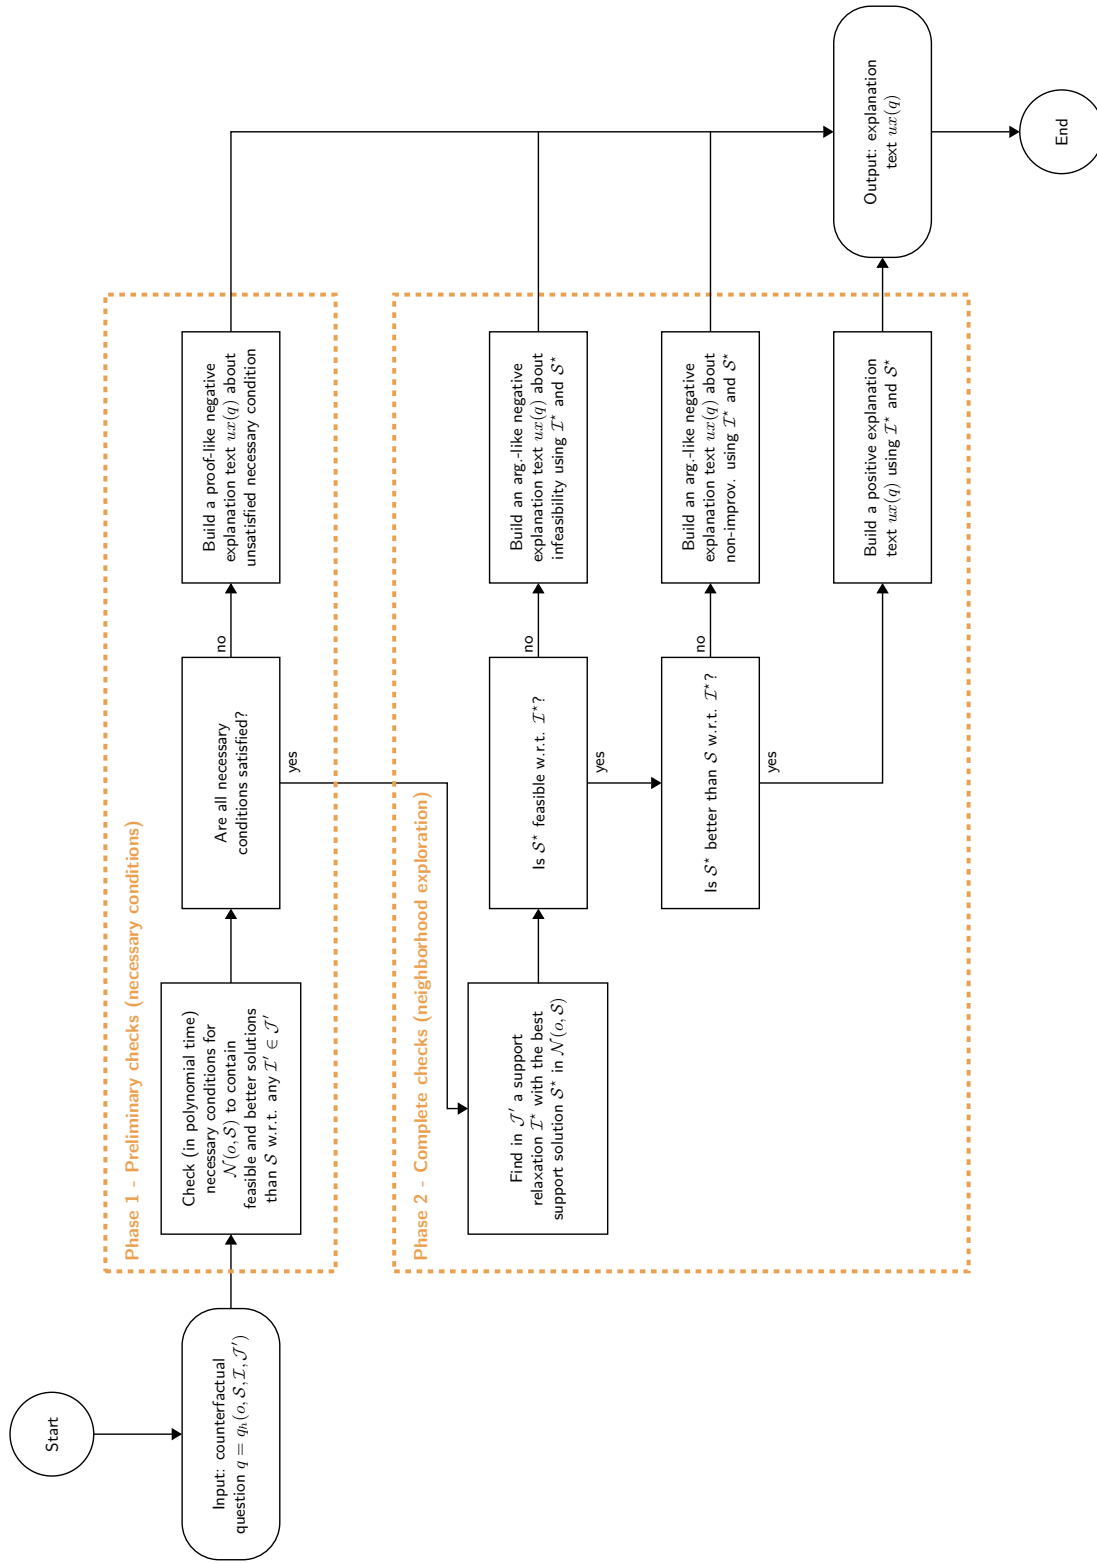 Start
Input: counterfactual
question q = q_h(o, 𝒮, ℐ, 𝒥′)
Phase 1 - Preliminary checks (necessary conditions)
Check (in polynomial time)
necessary conditions for
𝒩(o, 𝒮) to contain
feasible and better solutions
than 𝒮 w.r.t. any ℐ′ ∈ 𝒥′
Are all necessary
conditions satisfied?
no
Build a proof-like negative
explanation text ux(q) about
unsatisfied necessary condition
yes
Phase 2 - Complete checks (neighborhood exploration)
Find in 𝒥′ a support
relaxation ℐ⋆ with the best
support solution 𝒮⋆ in 𝒩(o, 𝒮)
Is 𝒮⋆ feasible w.r.t. ℐ⋆?
no
Build an arg.-like negative
explanation text ux(q) about
infeasibility using ℐ⋆ and 𝒮⋆
yes
Is 𝒮⋆ better than 𝒮 w.r.t. ℐ⋆?
no
Build an arg.-like negative
explanation text ux(q) about
non-improv. using ℐ⋆ and 𝒮⋆
yes
Build a positive explanation
text ux(q) using ℐ⋆ and 𝒮⋆
Output: explanation
text ux(q)
End